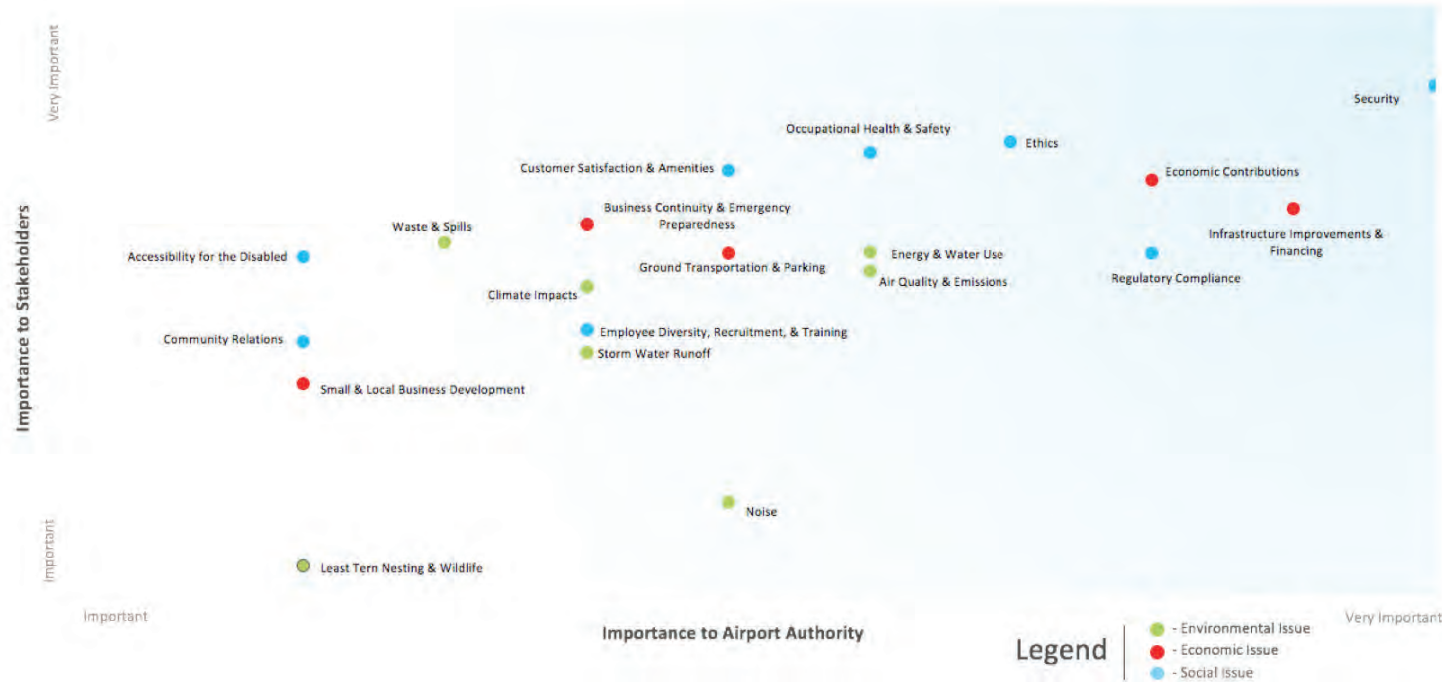 Very Important
Security
Occupational Health & Safety
Ethics
Customer Satisfaction & Amenities
Economic Contributions
Business Continuity & Emergency
Preparedness
Waste & Spills
Infrastructure Improvements &
Financing
Accessibility for the Disabled
Energy & Water Use
Ground Transportation & Parking
Regulatory Compliance
Air Quality & Emissions
Climate Impacts
Importance to Stakeholders
Employee Diversity, Recruitment, & Training
Community Relations
Storm Water Runoff
Small & Local Business Development
Noise
Important
Least Tern Nesting & Wildlife
Important
Very Important
Importance to Airport Authority
Legend
- Environmental Issue
- Economic Issue
- Social Issue